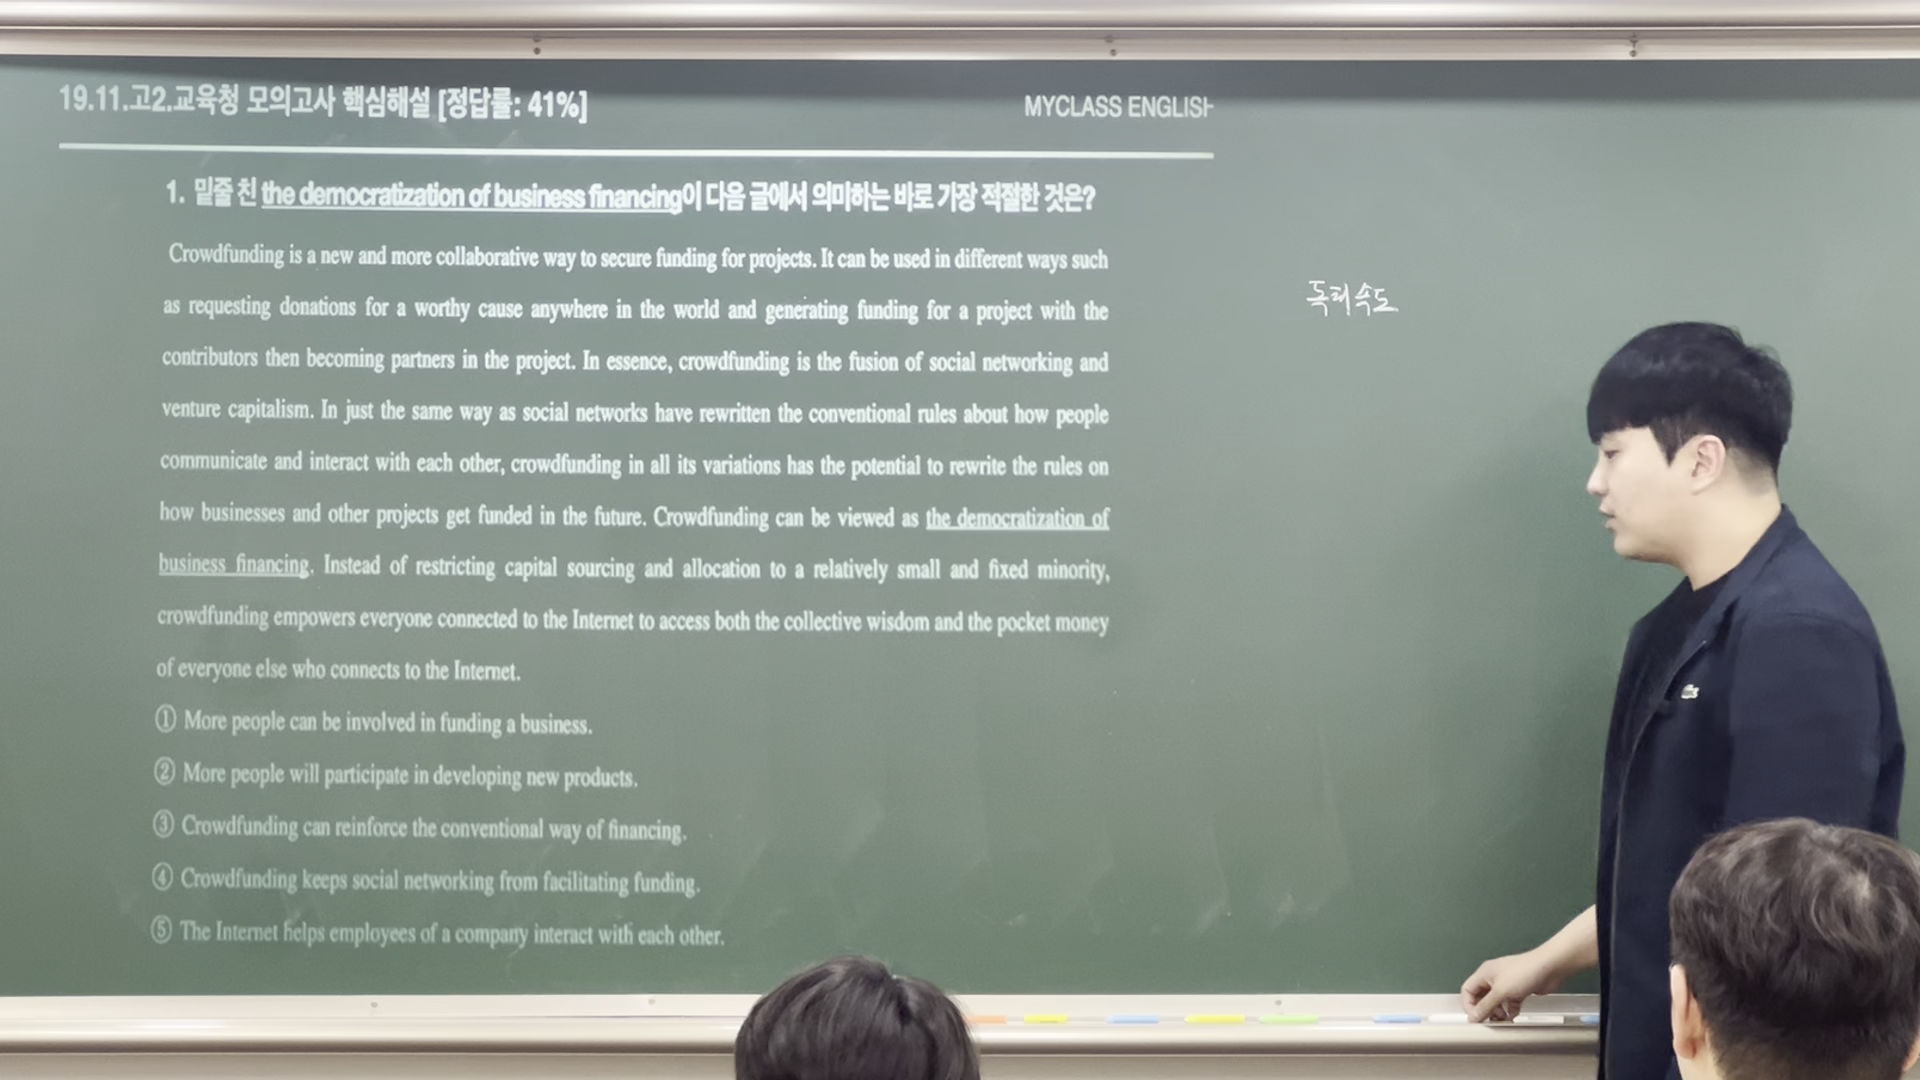 19.11.고2.교육청 모의고사 핵심해설 [정답률: 41%]
MYCLASS ENGLISH
1. 밑줄 친 the democratization of business financing이 다음 글에서 의미하는 바로 가장 적절한 것은?
Crowdfunding is a new and more collaborative way to secure funding for projects. It can be used in different ways such
as requesting donations for a worthy cause anywhere in the world and generating funding for a project with the
contributors then becoming partners in the project. In essence, crowdfunding is the fusion of social networking and
venture capitalism. In just the same way as social networks have rewritten the conventional rules about how people
communicate and interact with each other, crowdfunding in all its variations has the potential to rewrite the rules on
how businesses and other projects get funded in the future. Crowdfunding can be viewed as the democratization of
business financing. Instead of restricting capital sourcing and allocation to a relatively small and fixed minority,
crowdfunding empowers everyone connected to the Internet to access both the collective wisdom and the pocket money
of everyone else who connects to the Internet.
① More people can be involved in funding a business.
② More people will participate in developing new products.
③ Crowdfunding can reinforce the conventional way of financing.
④ Crowdfunding keeps social networking from facilitating funding.
⑤ The Internet helps employees of a company interact with each other.
독해속도